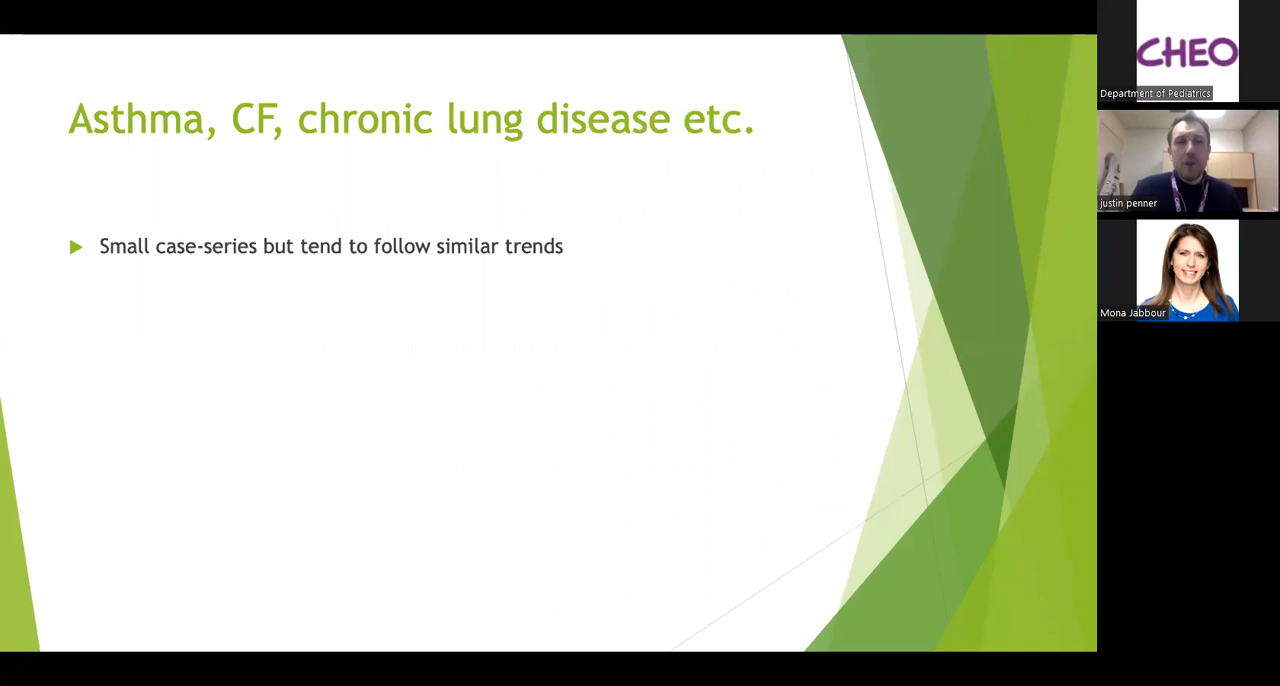 Asthma, CF, chronic lung disease etc.
Small case-series but tend to follow similar trends
CHEO
Department of Pediatrics
justin penner
Mona Jabbour